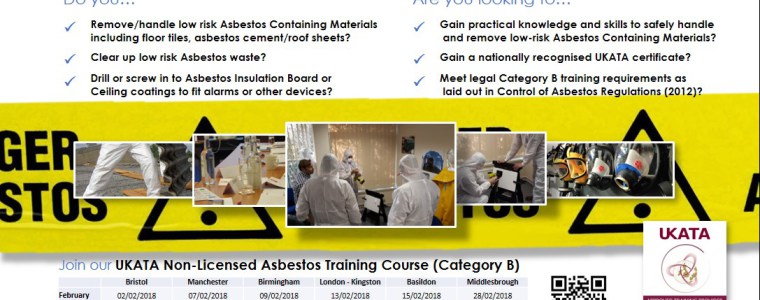 Do you…
Are you looking to…
Remove/handle low risk Asbestos Containing Materials
including floor tiles, asbestos cement/roof sheets?
Clear up low risk Asbestos waste?
Drill or screw in to Asbestos Insulation Board or
Ceiling coatings to fit alarms or other devices?
Gain practical knowledge and skills to safely handle
and remove low-risk Asbestos Containing Materials?
Gain a nationally recognised UKATA certificate?
Meet legal Category B training requirements as
laid out in Control of Asbestos Regulations (2012)?
GER
ESTOS
GER
ESTOS
A
UKATA
Join our UKATA Non-Licensed Asbestos Training Course (Category B)
Bristol Manchester Birmingham London - Kingston Basildon Middlesbrough
February 02/02/2018 07/02/2018 09/02/2018 13/02/2018 15/02/2018 28/02/2018